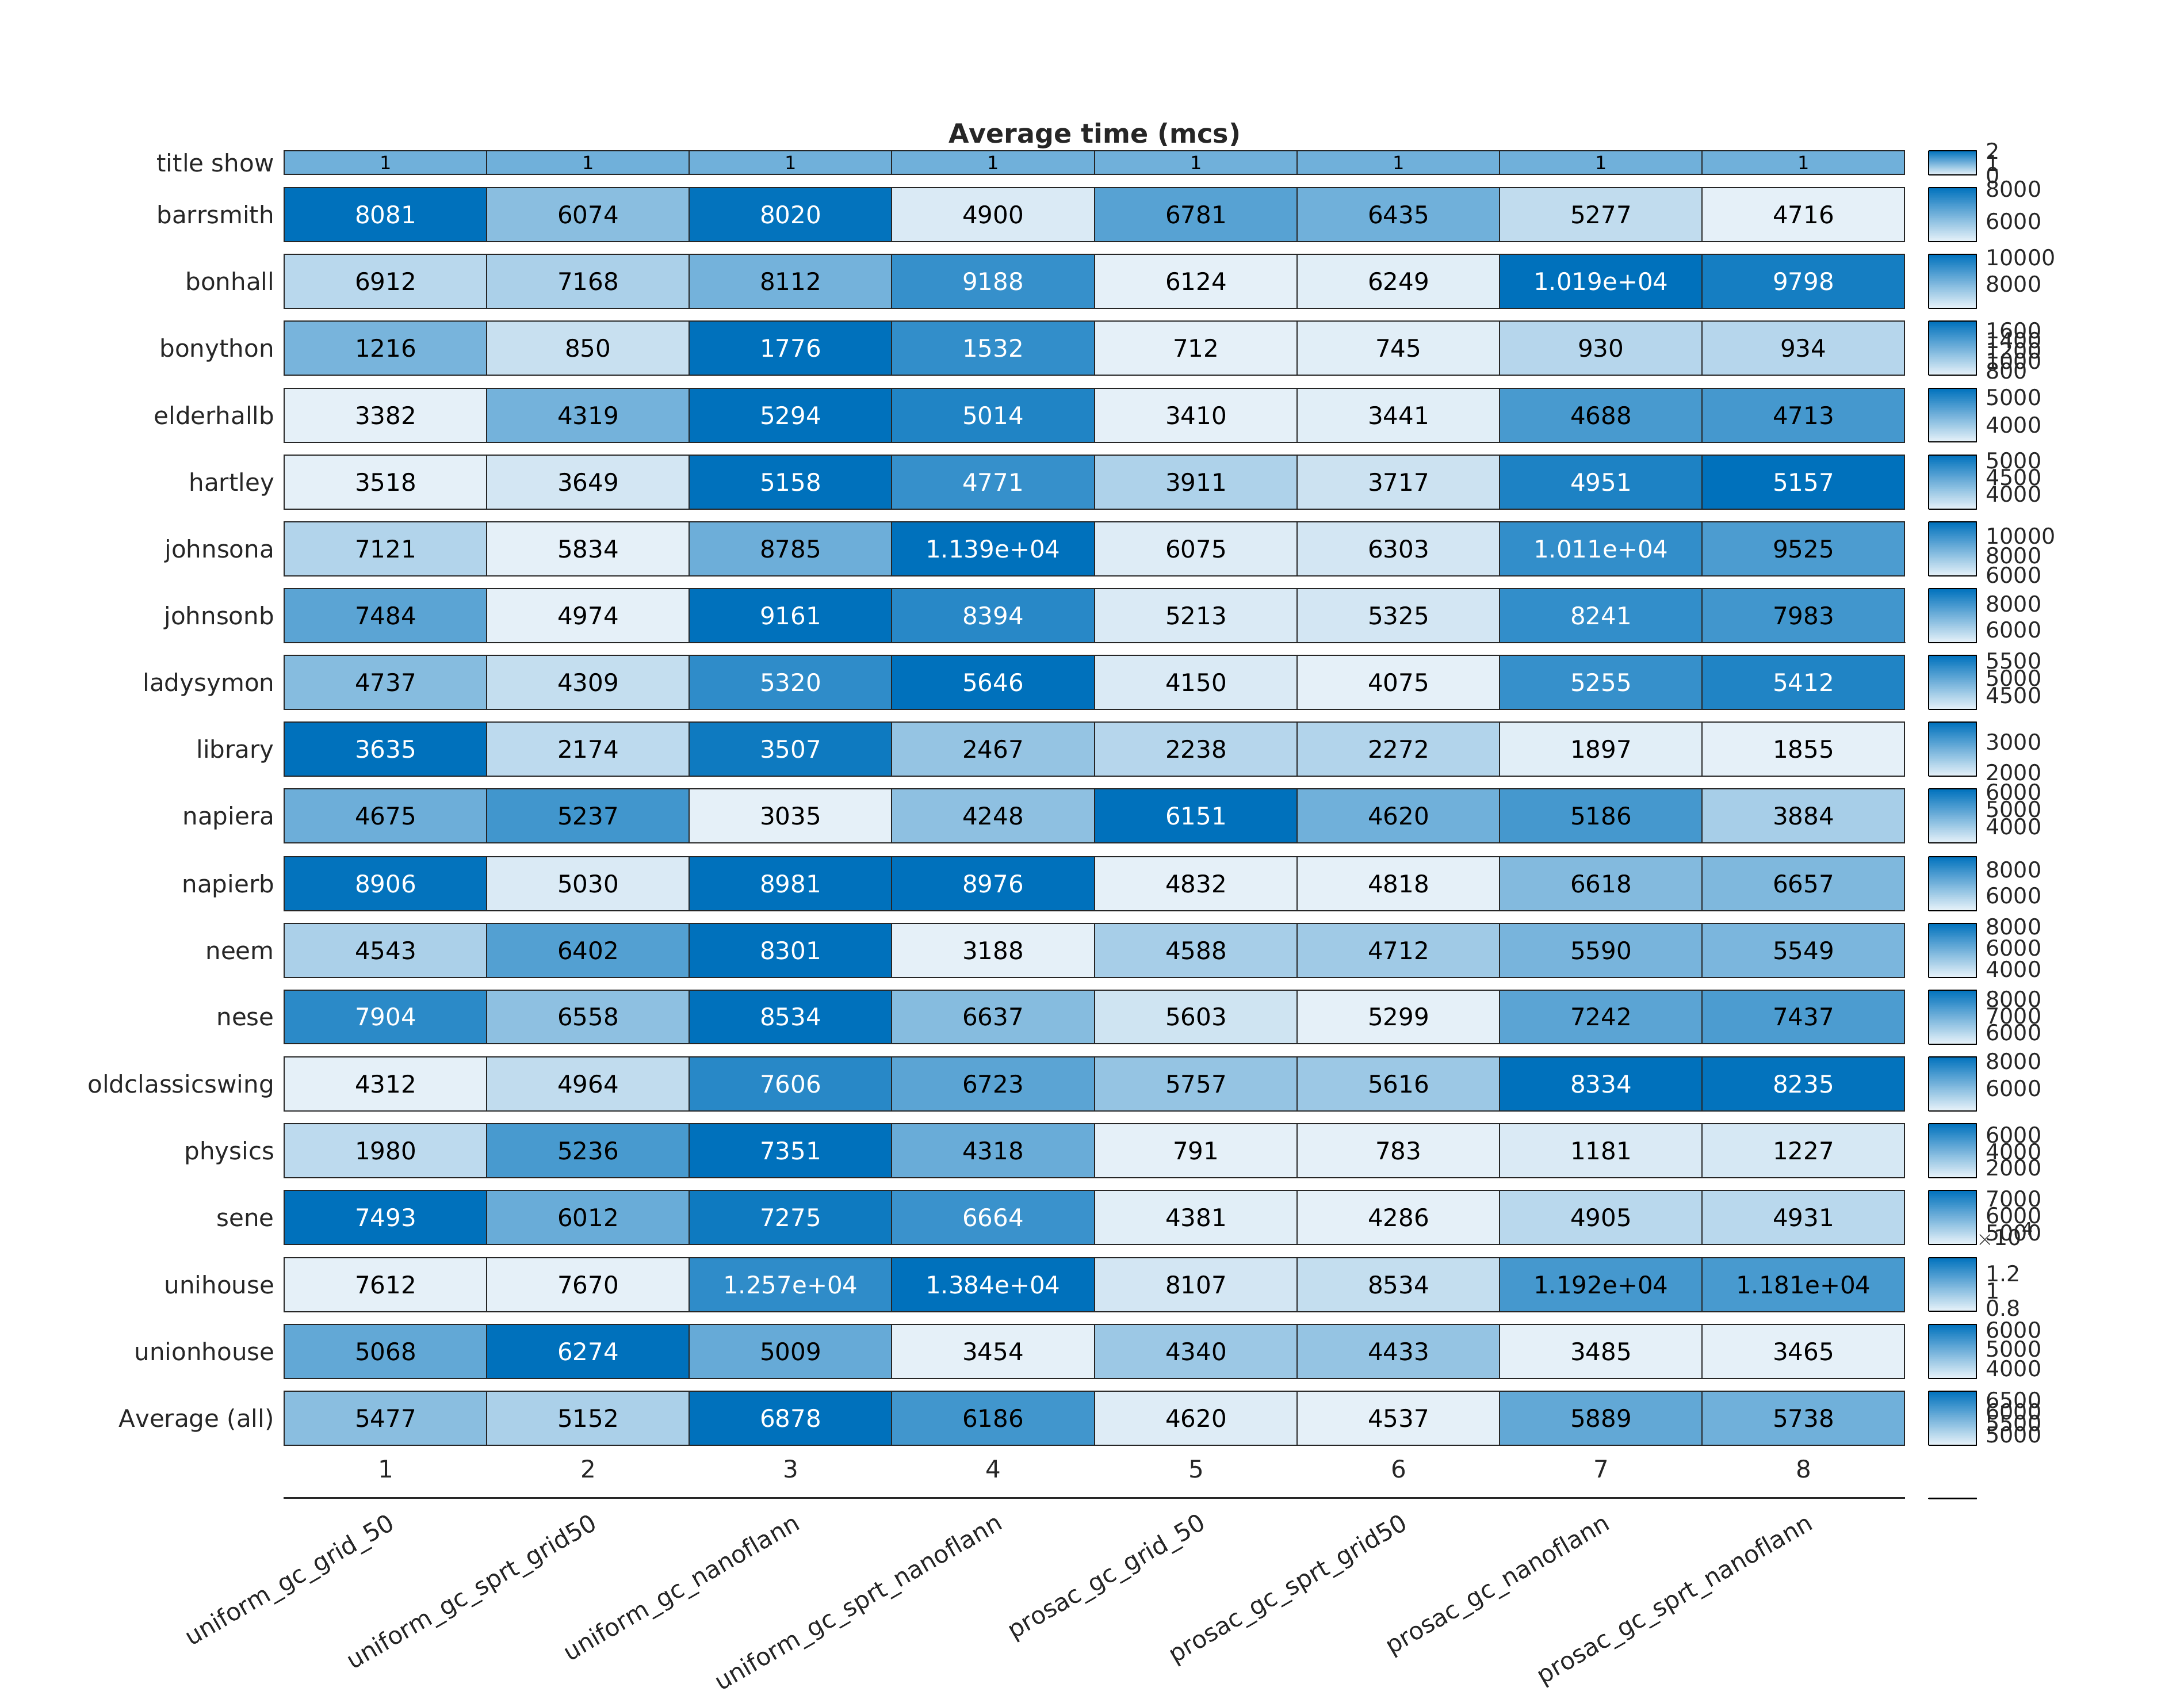 Average time (mcs)
title show 1 1 1 1 1 1 1 1 2 1 0
barrsmith 8081 6074 8020 4900 6781 6435 5277 4716 8000 6000
bonhall 6912 7168 8112 9188 6124 6249 1.019e+04 9798 10000 8000
bonython 1216 850 1776 1532 712 745 930 934 1600 1400 1200 1000 800
elderhallb 3382 4319 5294 5014 3410 3441 4688 4713 5000 4000
hartley 3518 3649 5158 4771 3911 3717 4951 5157 5000 4500 4000
johnsona 7121 5834 8785 1.139e+04 6075 6303 1.011e+04 9525 10000 8000 6000
johnsonb 7484 4974 9161 8394 5213 5325 8241 7983 8000 6000
ladysymon 4737 4309 5320 5646 4150 4075 5255 5412 5500 5000 4500
library 3635 2174 3507 2467 2238 2272 1897 1855 3000 2000
napiera 4675 5237 3035 4248 6151 4620 5186 3884 6000 5000 4000
napierb 8906 5030 8981 8976 4832 4818 6618 6657 8000 6000
neem 4543 6402 8301 3188 4588 4712 5590 5549 8000 6000 4000
nese 7904 6558 8534 6637 5603 5299 7242 7437 8000 7000 6000
oldclassicswing 4312 4964 7606 6723 5757 5616 8334 8235 8000 6000
physics 1980 5236 7351 4318 791 783 1181 1227 6000 4000 2000
sene 7493 6012 7275 6664 4381 4286 4905 4931 7000 6000 5000
unihouse 7612 7670 1.257e+04 1.384e+04 8107 8534 1.192e+04 1.181e+04 1.2 1 0.8
unionhouse 5068 6274 5009 3454 4340 4433 3485 3465 6000 5000 4000
Average (all) 5477 5152 6878 6186 4620 4537 5889 5738 6500 6000 5500 5000
1 2 3 4 5 6 7 8
uniform_gc_grid_50
uniform_gc_sprt_grid50
uniform_gc_nanoflann
uniform_gc_sprt_nanoflann
prosac_gc_grid_50
prosac_gc_sprt_grid50
prosac_gc_nanoflann
prosac_gc_sprt_nanoflann